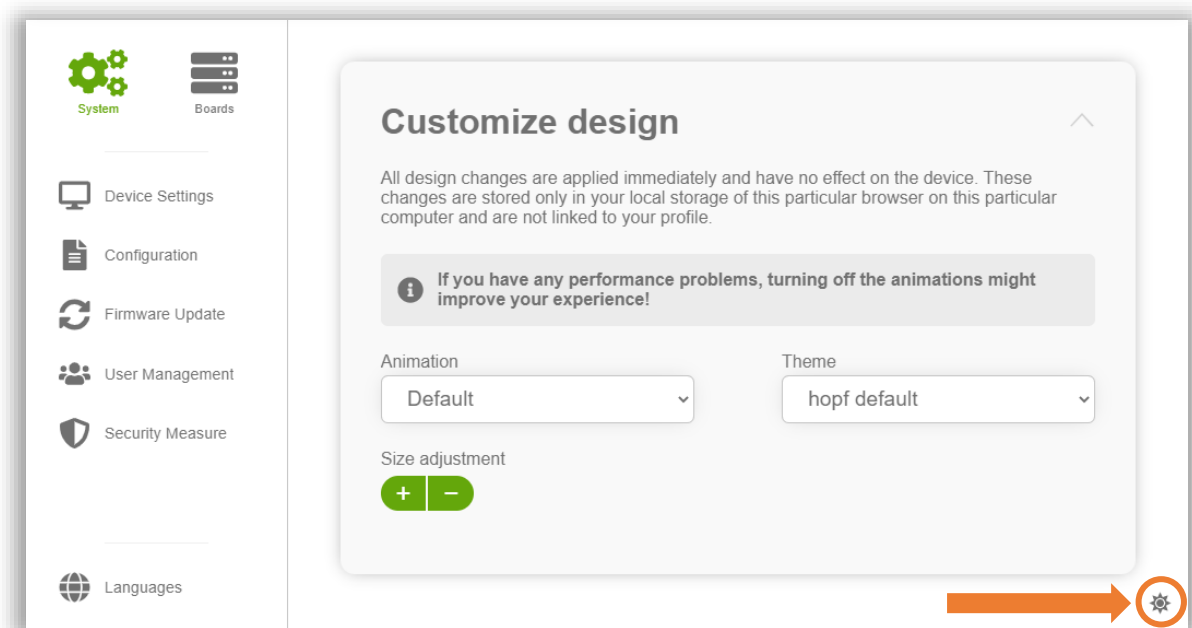 System
Boards
Device Settings
Configuration
Firmware Update
User Management
Security Measure
Languages
Customize design
All design changes are applied immediately and have no effect on the device. These
changes are stored only in your local storage of this particular browser on this particular
computer and are not linked to your profile.
If you have any performance problems, turning off the animations might
improve your experience!
Animation
Theme
Default
hopf default
Size adjustment
+ −